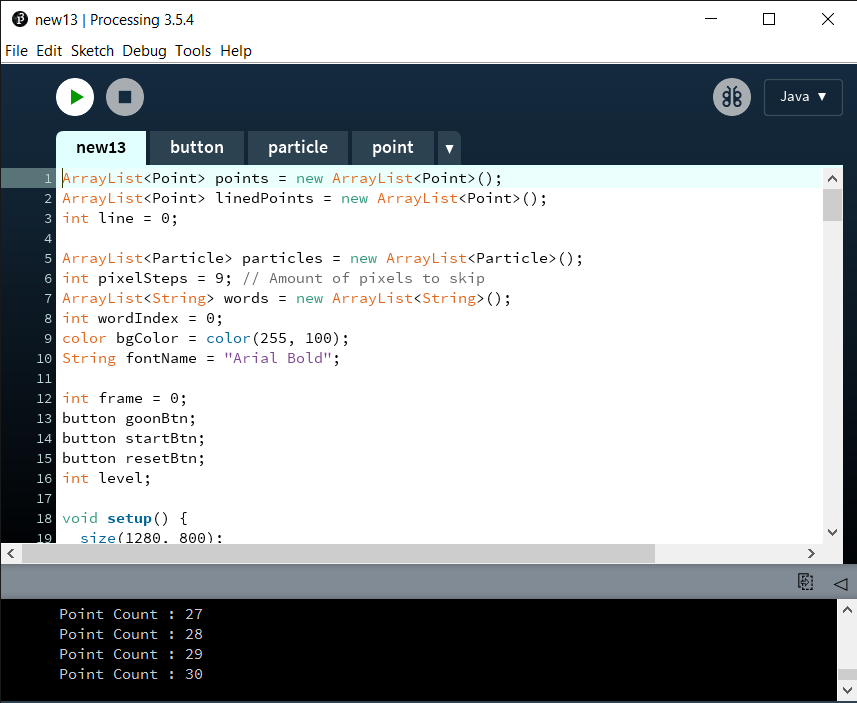 new13 | Processing 3.5.4
File Edit Sketch Debug Tools Help
Java ▼
new13 button particle point ▼
1 ArrayList<Point> points = new ArrayList<Point>();
2 ArrayList<Point> linedPoints = new ArrayList<Point>();
3 int line = 0;
4
5 ArrayList<Particle> particles = new ArrayList<Particle>();
6 int pixelSteps = 9; // Amount of pixels to skip
7 ArrayList<String> words = new ArrayList<String>();
8 int wordIndex = 0;
9 color bgColor = color(255, 100);
10 String fontName = "Arial Bold";
11
12 int frame = 0;
13 button goonBtn;
14 button startBtn;
15 button resetBtn;
16 int level;
17
18 void setup() {
19   size(1280, 800);
Point Count : 27
Point Count : 28
Point Count : 29
Point Count : 30